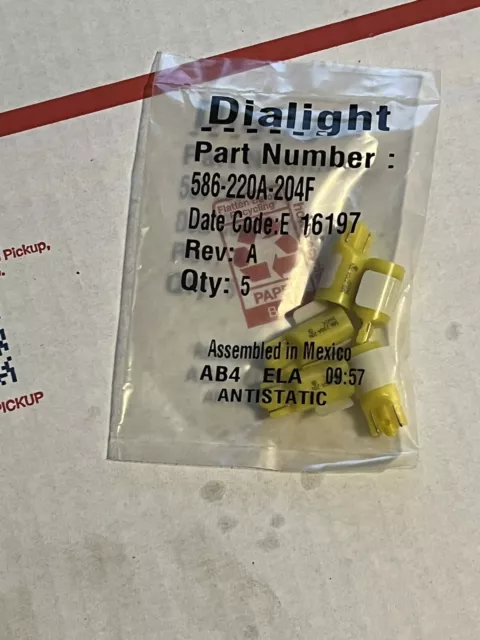 Dialight
Part Number :
586-220A-204F
Date Code:E 16197
Rev: A
Qty: 5
Assembled in Mexico
AB4 ELA 09:57
ANTISTATIC
Pickup,
PICKUP